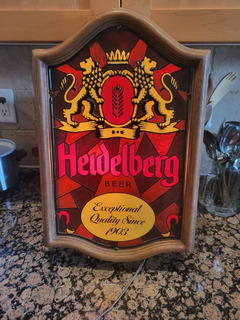 Heidelberg
BEER
Exceptional
Quality Since
1903